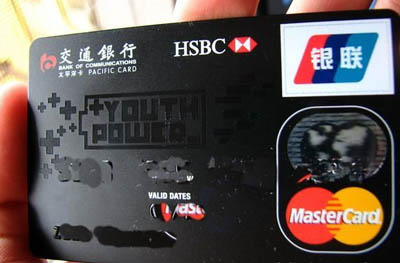 交通银行 HSBC
BANK OF COMMUNICATIONS
太平洋卡 PACIFIC CARD
银联
YOUTH
POWER
VALID DATES
MasterCard